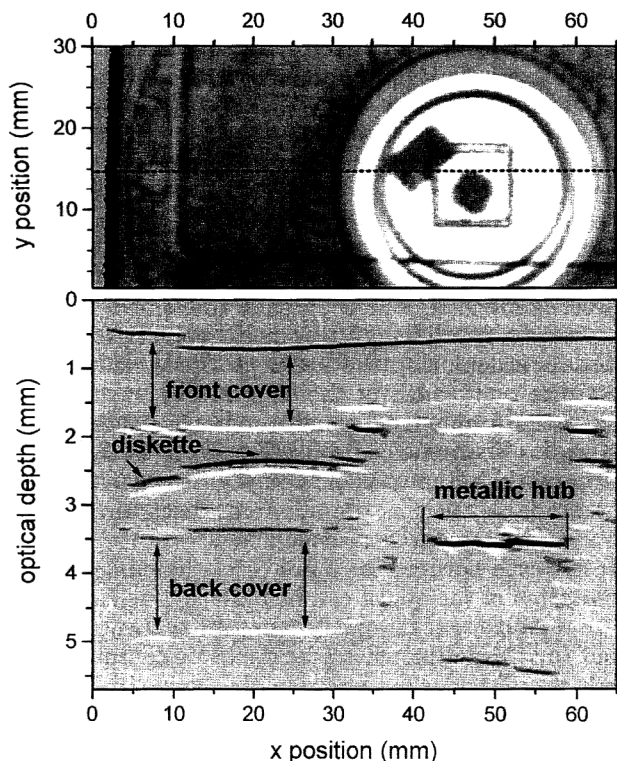 0 10 20 30 40 50 60
30
20
10
y position (mm)
0
1
2
3
4
5
optical depth (mm)
front cover
diskette
metallic hub
back cover
0 10 20 30 40 50 60
x position (mm)